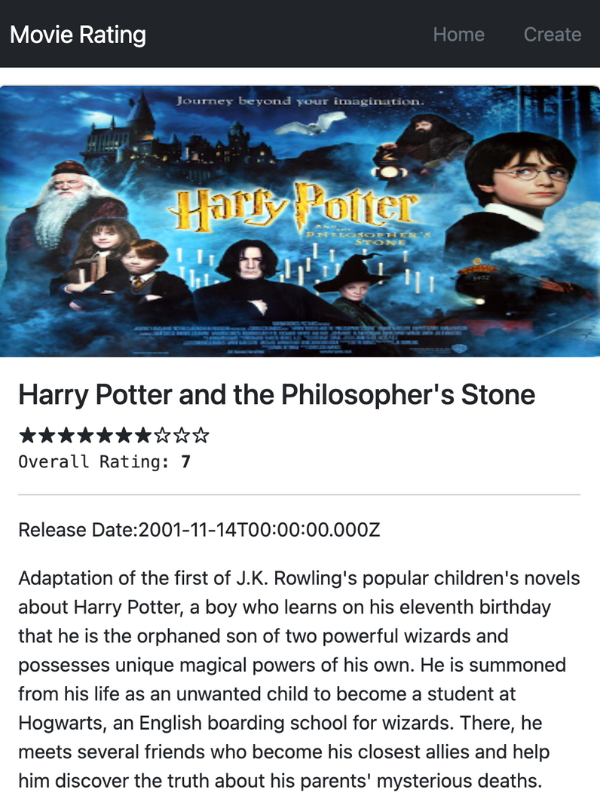 Movie Rating
Home
Create
Journey beyond your imagination.
Harry Potter
AND THE
PHILOSOPHER'S
STONE
Harry Potter and the Philosopher's Stone
★★★★★★★☆☆☆
Overall Rating: 7
Release Date:2001-11-14T00:00:00.000Z
Adaptation of the first of J.K. Rowling's popular children's novels
about Harry Potter, a boy who learns on his eleventh birthday
that he is the orphaned son of two powerful wizards and
possesses unique magical powers of his own. He is summoned
from his life as an unwanted child to become a student at
Hogwarts, an English boarding school for wizards. There, he
meets several friends who become his closest allies and help
him discover the truth about his parents' mysterious deaths.